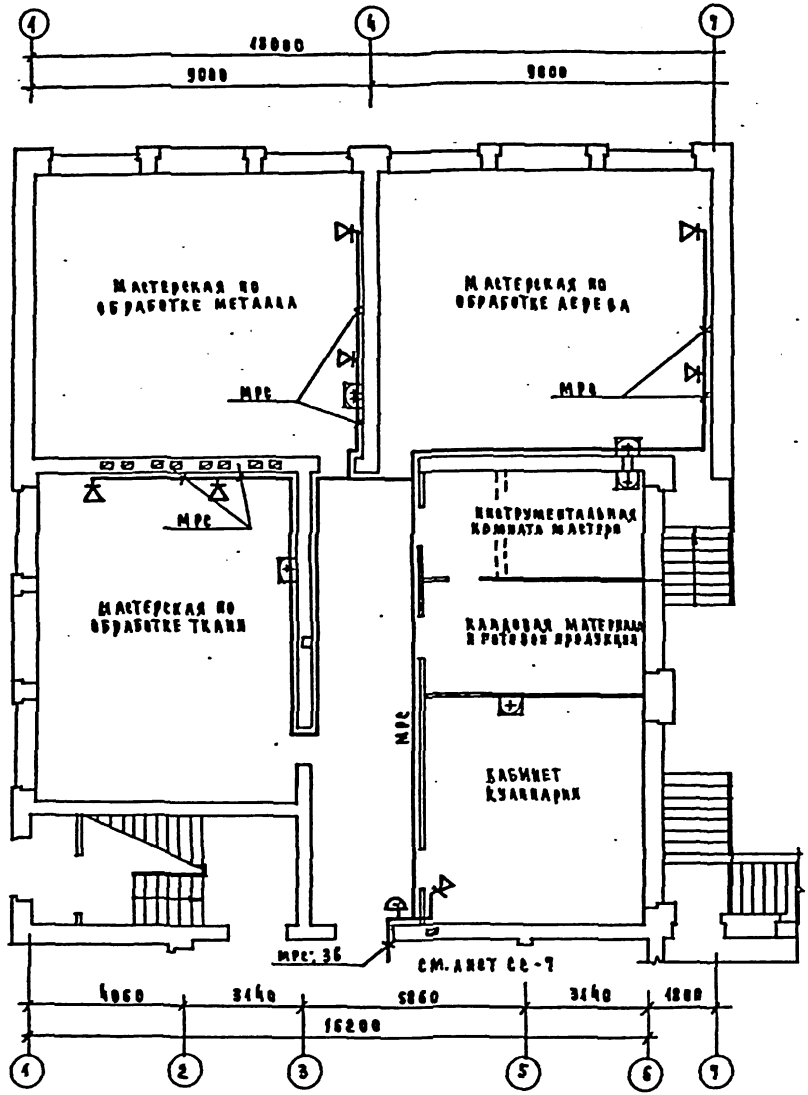 1 4 7
18000
9000 9000
МАСТЕРСКАЯ ПО
ОБРАБОТКЕ МЕТАЛЛА
МАСТЕРСКАЯ ПО
ОБРАБОТКЕ ДЕРЕВА
МРС
МРС
МРС
ИНСТРУМЕНТАЛЬНАЯ
КОМНАТА МАСТЕРА
МАСТЕРСКАЯ ПО
ОБРАБОТКЕ ТКАНИ
КЛАДОВАЯ МАТЕРИАЛА
И ГОТОВОЙ ПРОДУКЦИИ
МРС
КАБИНЕТ
КУЛИНАРИИ
МРС; ЗБ
СМ. ЛИСТ СС-7
4060 3140 5860 3140 1800
16200
1 2 3 5 6 7